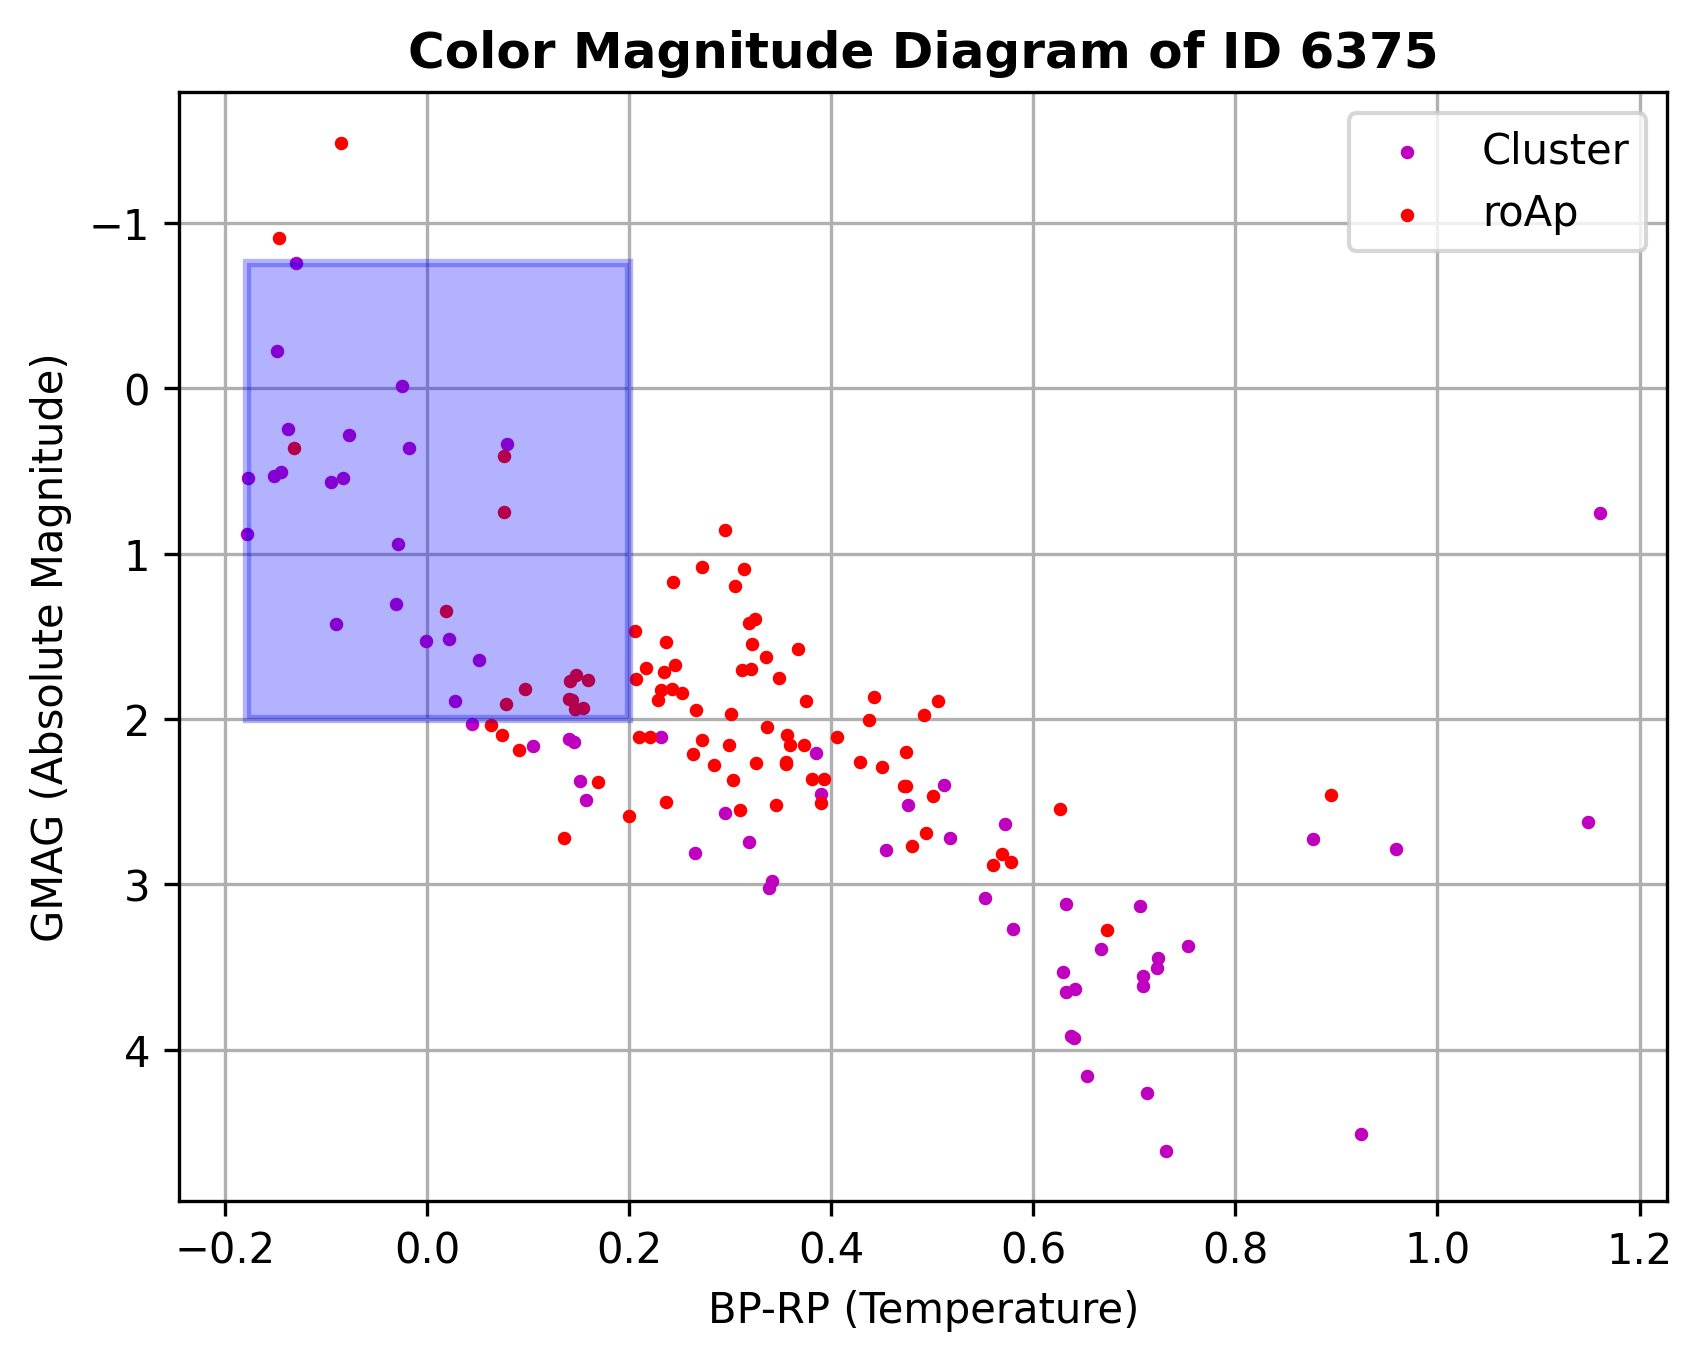 Color Magnitude Diagram of ID 6375
Cluster
roAp
−1
0
1
2
3
4
GMAG (Absolute Magnitude)
−0.2 0.0 0.2 0.4 0.6 0.8 1.0 1.2
BP-RP (Temperature)